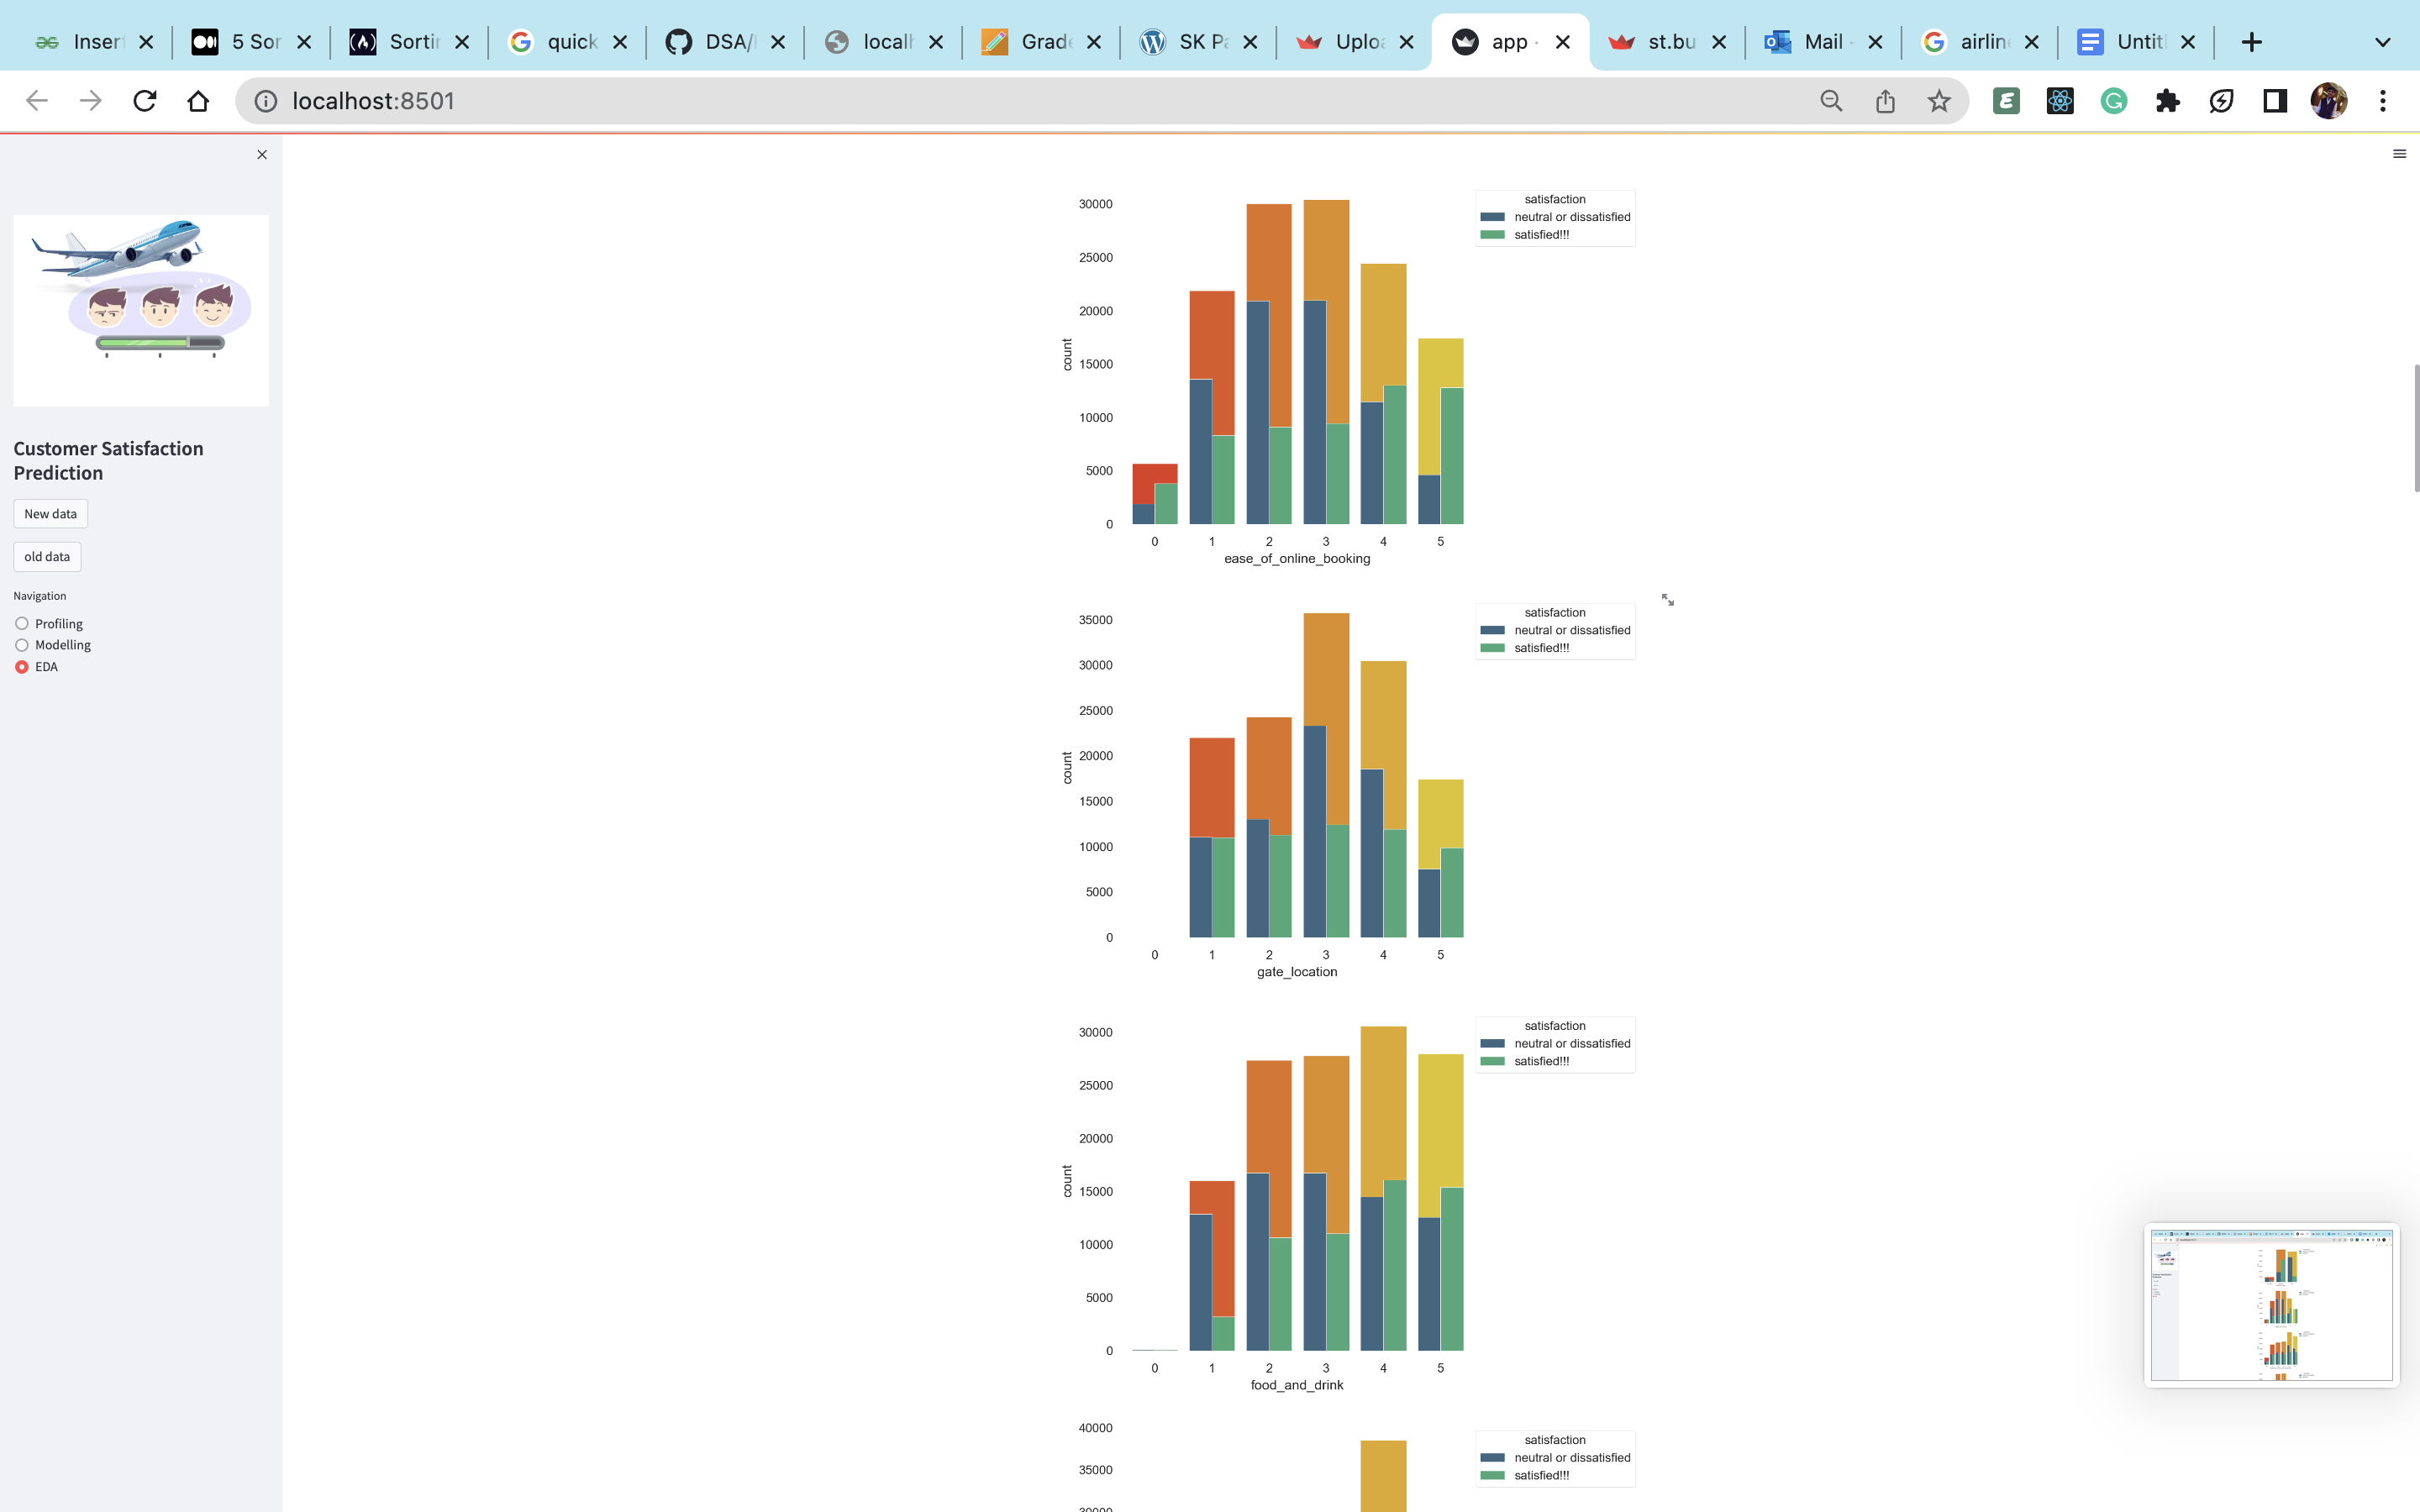 Inser
5 Sor
Sortir
quick
DSA/
localh
Grade
SK Pa
Uploa
app
st.bu
Mail -
airlin
Untit
localhost:8501
Customer Satisfaction
Prediction
New data
old data
Navigation
Profiling
Modelling
EDA
satisfaction
neutral or dissatisfied
satisfied!!!
30000
25000
20000
15000
10000
5000
0
count
0 1 2 3 4 5
ease_of_online_booking
satisfaction
neutral or dissatisfied
satisfied!!!
35000
30000
25000
20000
15000
10000
5000
0
count
0 1 2 3 4 5
gate_location
satisfaction
neutral or dissatisfied
satisfied!!!
30000
25000
20000
15000
10000
5000
0
count
0 1 2 3 4 5
food_and_drink
satisfaction
neutral or dissatisfied
satisfied!!!
40000
35000
30000